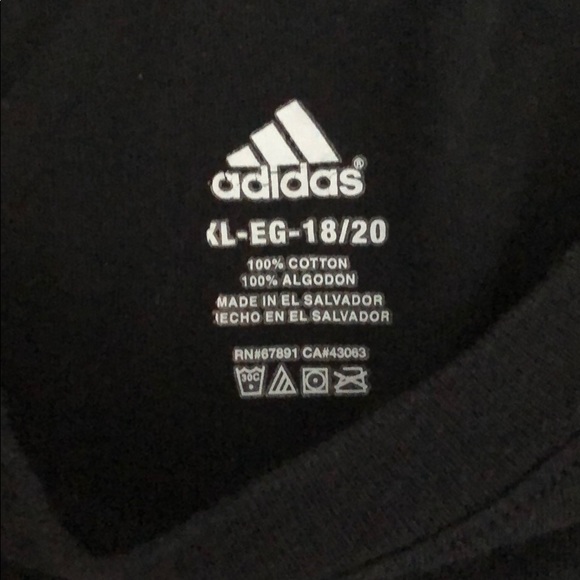 adidas®
XL-EG-18/20
100% COTTON
100% ALGODON
MADE IN EL SALVADOR
HECHO EN EL SALVADOR
RN#67891 CA#43063
30C